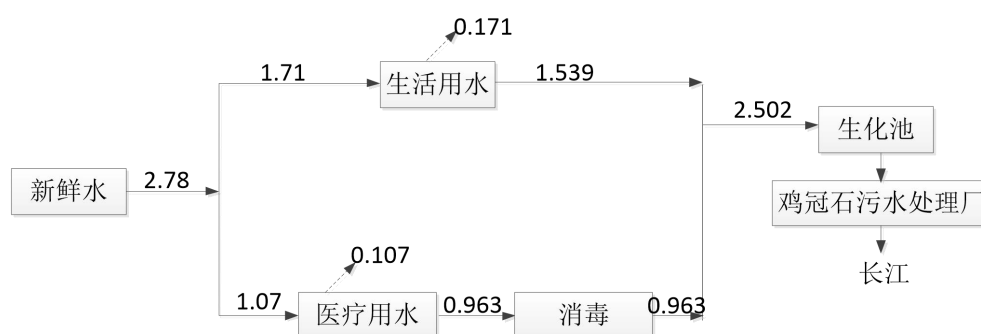 0.171
1.71
生活用水
1.539
2.502
生化池
新鲜水
2.78
鸡冠石污水处理厂
0.107
长江
1.07
医疗用水
0.963
消毒
0.963